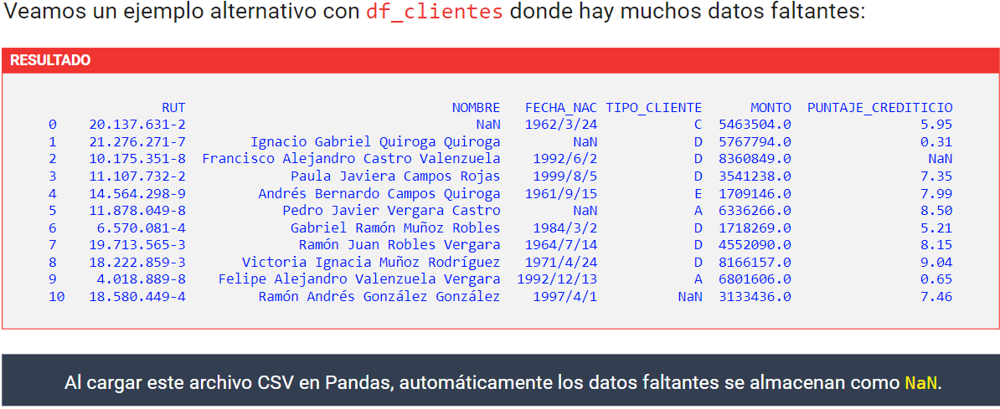 Veamos un ejemplo alternativo con df_clientes donde hay muchos datos faltantes:
RESULTADO
RUT NOMBRE FECHA_NAC TIPO_CLIENTE MONTO PUNTAJE_CREDITICIO
0 20.137.631-2 NaN 1962/3/24 C 5463504.0 5.95
1 21.276.271-7 Ignacio Gabriel Quiroga Quiroga NaN D 5767794.0 0.31
2 10.175.351-8 Francisco Alejandro Castro Valenzuela 1992/6/2 D 8360849.0 NaN
3 11.107.732-2 Paula Javiera Campos Rojas 1999/8/5 D 3541238.0 7.35
4 14.564.298-9 Andrés Bernardo Campos Quiroga 1961/9/15 E 1709146.0 7.99
5 11.878.049-8 Pedro Javier Vergara Castro NaN A 6336266.0 8.50
6 6.570.081-4 Gabriel Ramón Muñoz Robles 1984/3/2 D 1718269.0 5.21
7 19.713.565-3 Ramón Juan Robles Vergara 1964/7/14 D 4552090.0 8.15
8 18.222.859-3 Victoria Ignacia Muñoz Rodríguez 1971/4/24 D 8166157.0 9.04
9 4.018.889-8 Felipe Alejandro Valenzuela Vergara 1992/12/13 A 6801606.0 0.65
10 18.580.449-4 Ramón Andrés González González 1997/4/1 NaN 3133436.0 7.46
Al cargar este archivo CSV en Pandas, automáticamente los datos faltantes se almacenan como NaN.